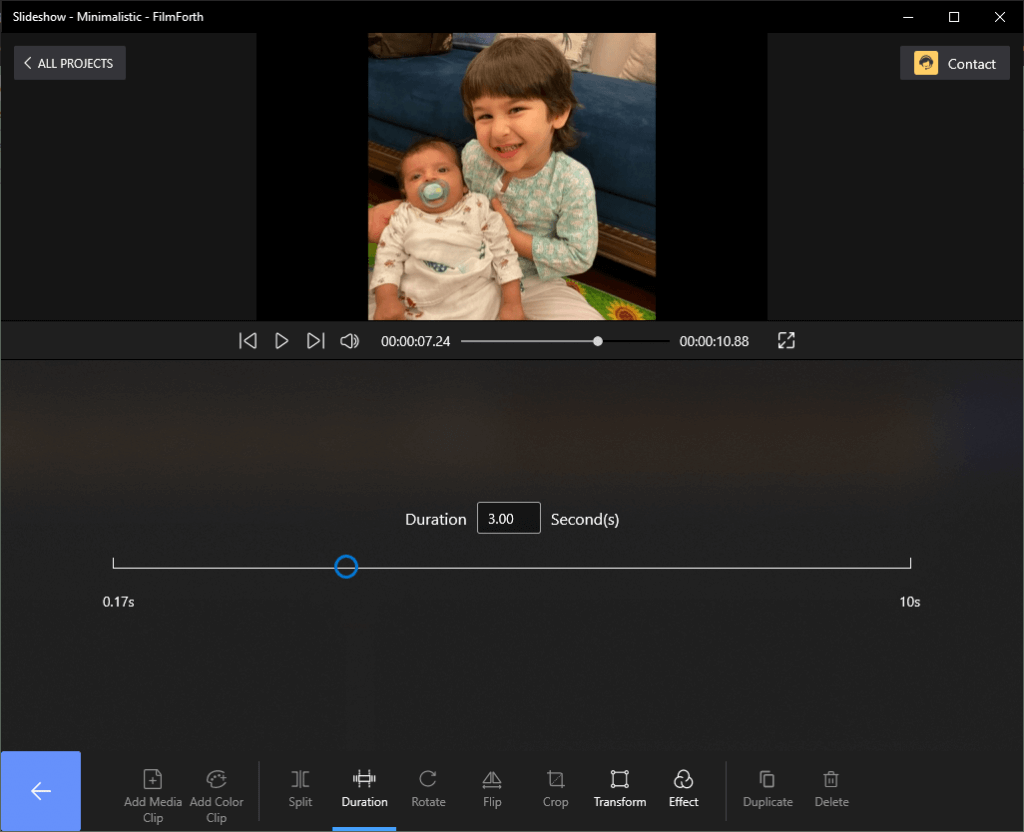 Slideshow - Minimalistic - FilmForth
ALL PROJECTS
Contact
00:00:07.24
00:00:10.88
Duration 3.00 Second(s)
0.17s
10s
Add Media Clip
Add Color Clip
Split
Duration
Rotate
Flip
Crop
Transform
Effect
Duplicate
Delete